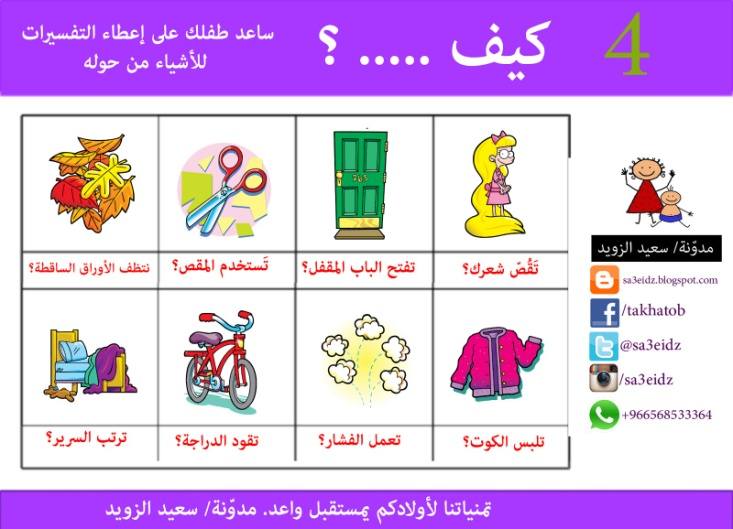 4
كيف ..... ؟
ساعد طفلك على إعطاء التفسيرات
للأشياء من حوله
765
تَقُصّ شعرك؟
تفتح الباب المقفل؟
تَستخدم المقص؟
نتظف الأوراق الساقطة؟
تلبس الكوت؟
تعمل الفشار؟
تقود الدراجة؟
ترتب السرير؟
مدوّنة/ سعيد الزويد
sa3eidz.blogspot.com
/takhatob
@sa3eidz
/sa3eidz
+966568533364
تمنياتنا لأولادكم بمستقبل واعد. مدوّنة/ سعيد الزويد